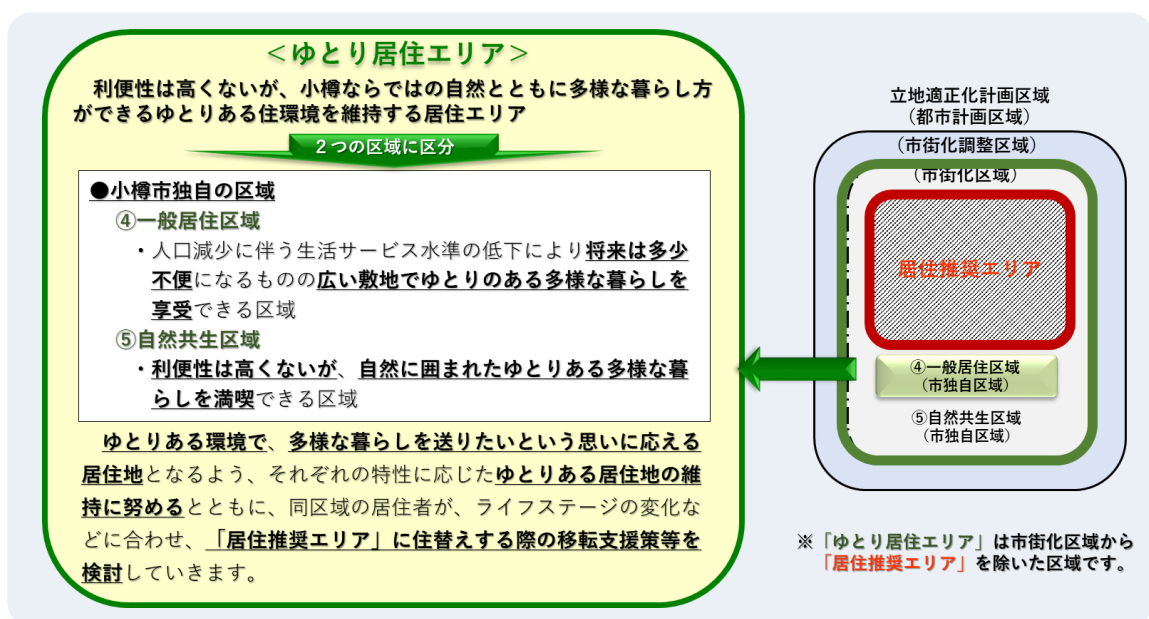 ＜ゆとり居住エリア＞
利便性は高くないが、小樽ならではの自然とともに多様な暮らし方
ができるゆとりある住環境を維持する居住エリア
２つの区域に区分
●小樽市独自の区域
④一般居住区域
・人口減少に伴う生活サービス水準の低下により将来は多少
不便になるものの広い敷地でゆとりのある多様な暮らしを
享受できる区域
⑤自然共生区域
・利便性は高くないが、自然に囲まれたゆとりある多様な暮
らしを満喫できる区域
ゆとりある環境で、多様な暮らしを送りたいという思いに応える
居住地となるよう、それぞれの特性に応じたゆとりある居住地の維
持に努めるとともに、同区域の居住者が、ライフステージの変化な
どに合わせ、「居住推奨エリア」に住替えする際の移転支援策等を
検討していきます。
立地適正化計画区域
（都市計画区域）
（市街化調整区域）
（市街化区域）
居住推奨エリア
④一般居住区域
（市独自区域）
⑤自然共生区域
（市独自区域）
※「ゆとり居住エリア」は市街化区域から
「居住推奨エリア」を除いた区域です。